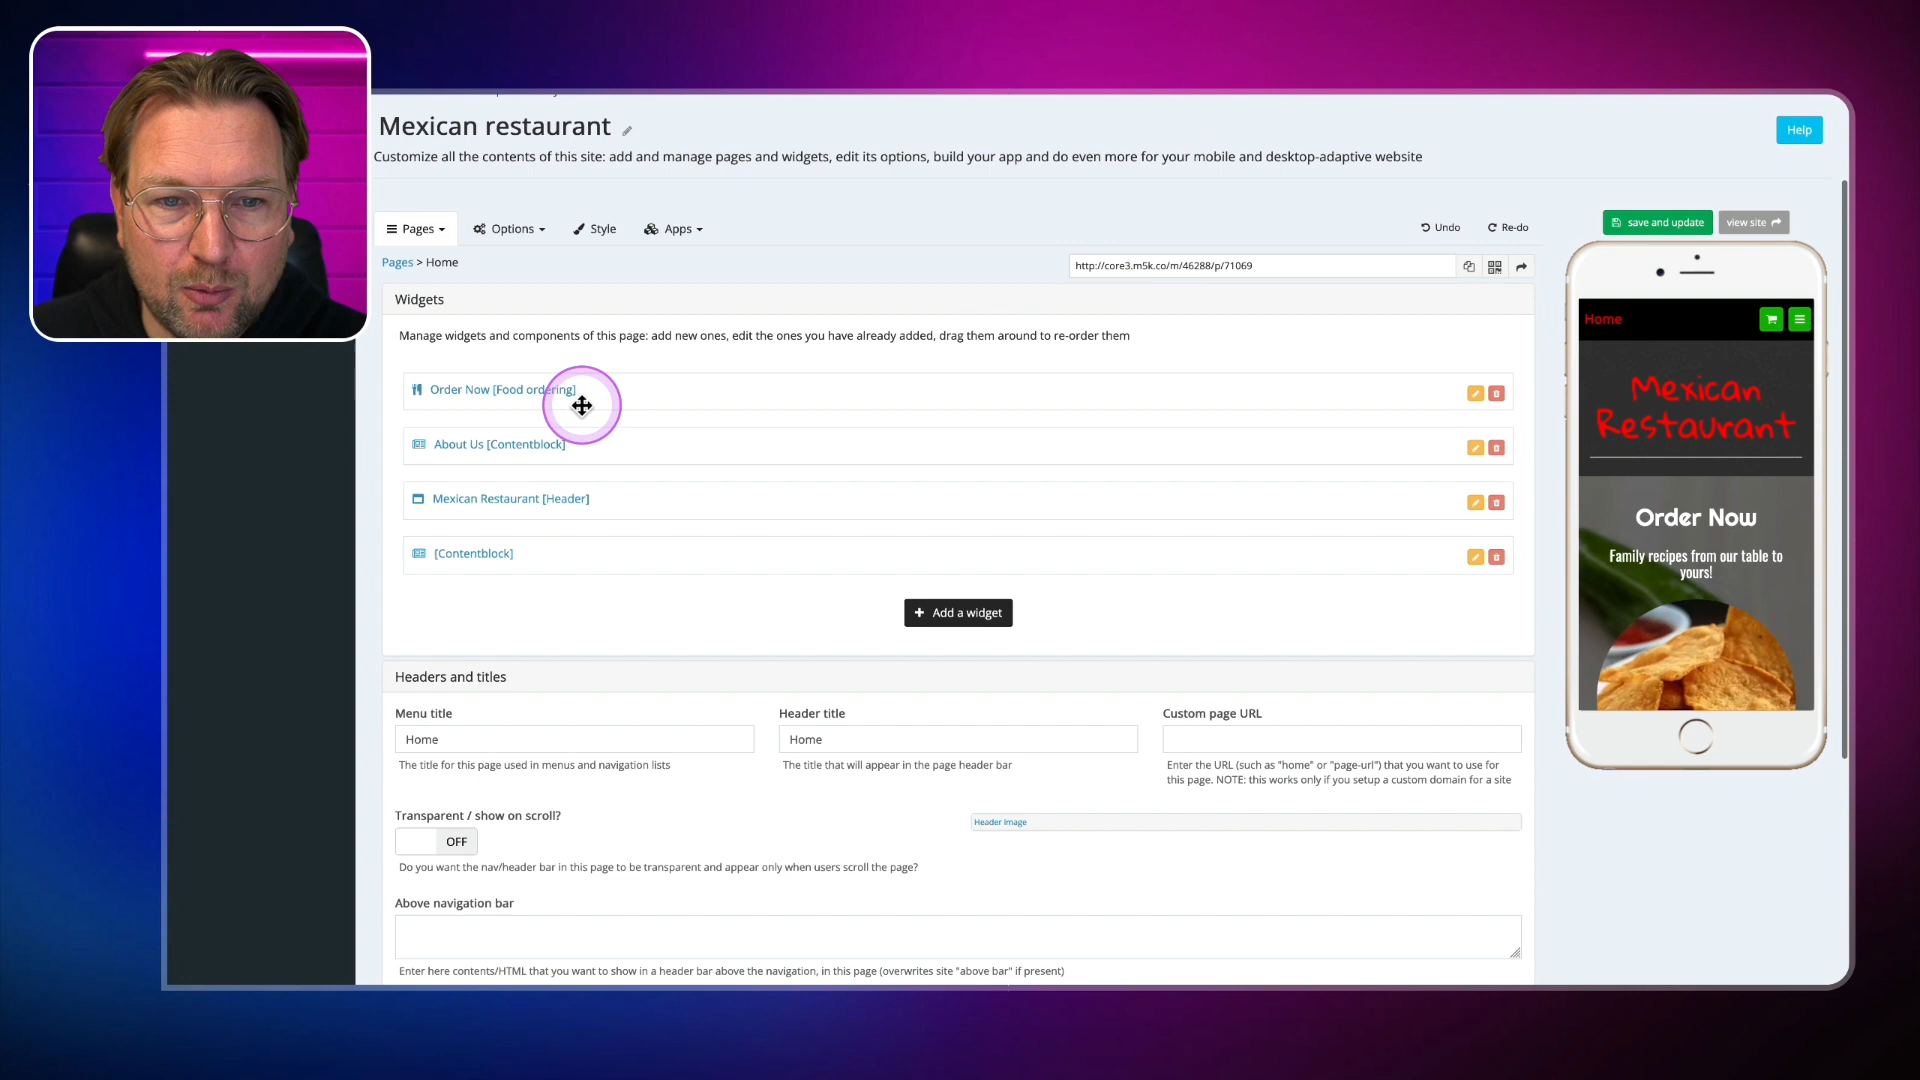 Mexican restaurant
Help
Customize all the contents of this site: add and manage pages and widgets, edit its options, build your app and do even more for your mobile and desktop-adaptive website
Pages
Options
Style
Apps
Undo
Re-do
save and update
view site
Pages > Home
http://core3.m5k.co/m/46288/p/71069
Widgets
Manage widgets and components of this page: add new ones, edit the ones you have already added, drag them around to re-order them
Order Now [Food ordering]
About Us [Contentblock]
Mexican Restaurant [Header]
[Contentblock]
+ Add a widget
Home
Mexican
Restaurant
Order Now
Family recipes from our table to
yours!
Headers and titles
Menu title
Header title
Custom page URL
Home
Home
The title for this page used in menus and navigation lists
The title that will appear in the page header bar
Enter the URL (such as "home" or "page-url") that you want to use for
this page. NOTE: this works only if you setup a custom domain for a site
Transparent / show on scroll?
Header image
OFF
Do you want the nav/header bar in this page to be transparent and appear only when users scroll the page?
Above navigation bar
Enter here contents/HTML that you want to show in a header bar above the navigation, in this page (overwrites site "above bar" if present)